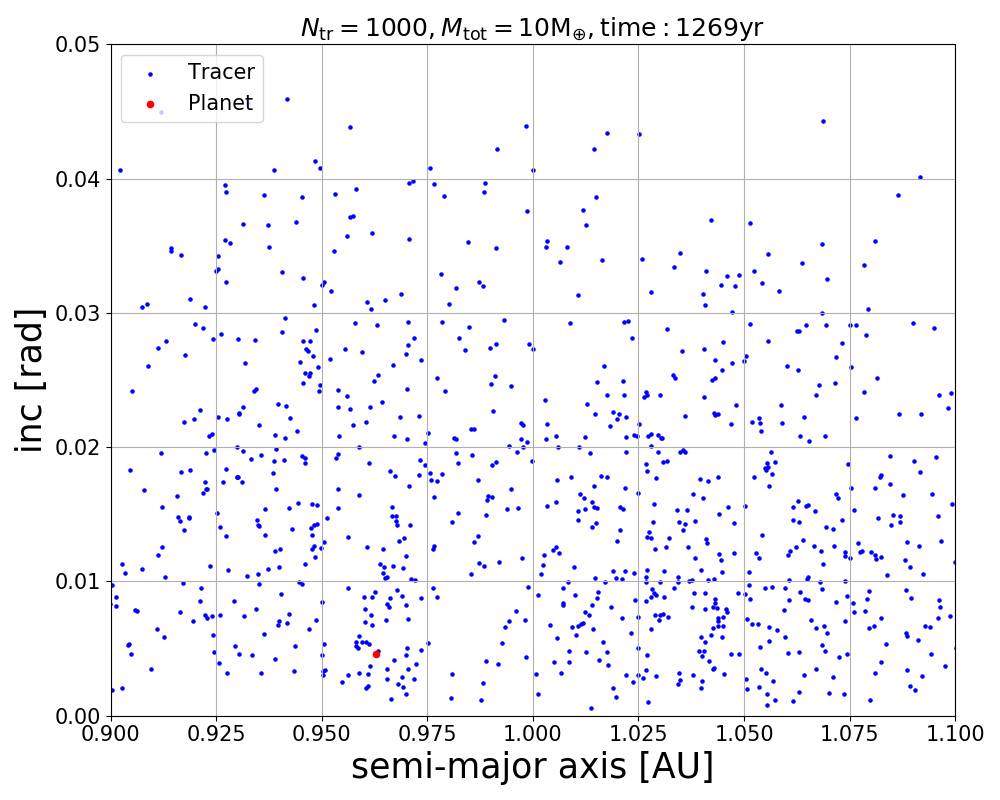 N_tr = 1000, M_tot = 10M_⊕, time : 1269yr
Tracer
Planet
inc [rad]
0.05
0.04
0.03
0.02
0.01
0.00
0.900 0.925 0.950 0.975 1.000 1.025 1.050 1.075 1.100
semi-major axis [AU]